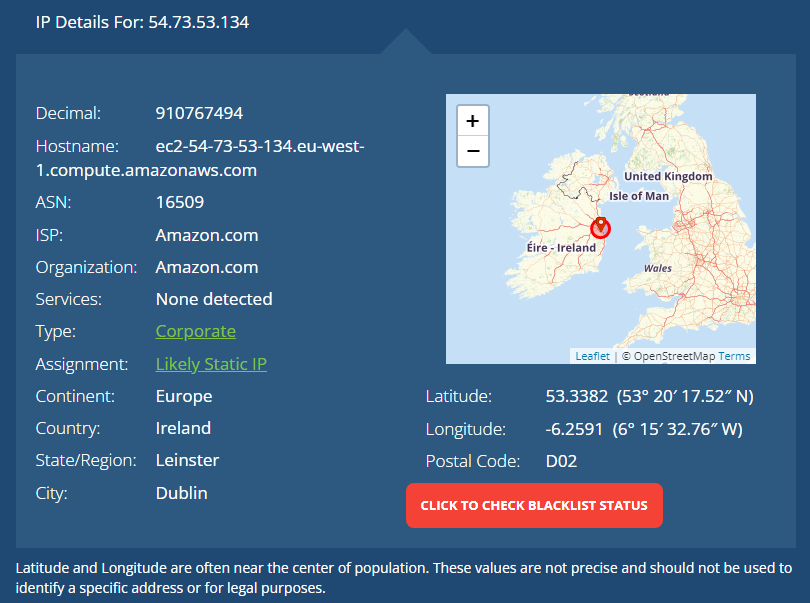 IP Details For: 54.73.53.134
Decimal: 910767494
Hostname: ec2-54-73-53-134.eu-west-
1.compute.amazonaws.com
ASN: 16509
ISP: Amazon.com
Organization: Amazon.com
Services: None detected
Type: Corporate
Assignment: Likely Static IP
Continent: Europe
Country: Ireland
State/Region: Leinster
City: Dublin
+
−
Scotland
United Kingdom
Isle of Man
Éire - Ireland
Wales
Leaflet | © OpenStreetMap Terms
Latitude: 53.3382 (53° 20′ 17.52″ N)
Longitude: -6.2591 (6° 15′ 32.76″ W)
Postal Code: D02
CLICK TO CHECK BLACKLIST STATUS
Latitude and Longitude are often near the center of population. These values are not precise and should not be used to
identify a specific address or for legal purposes.